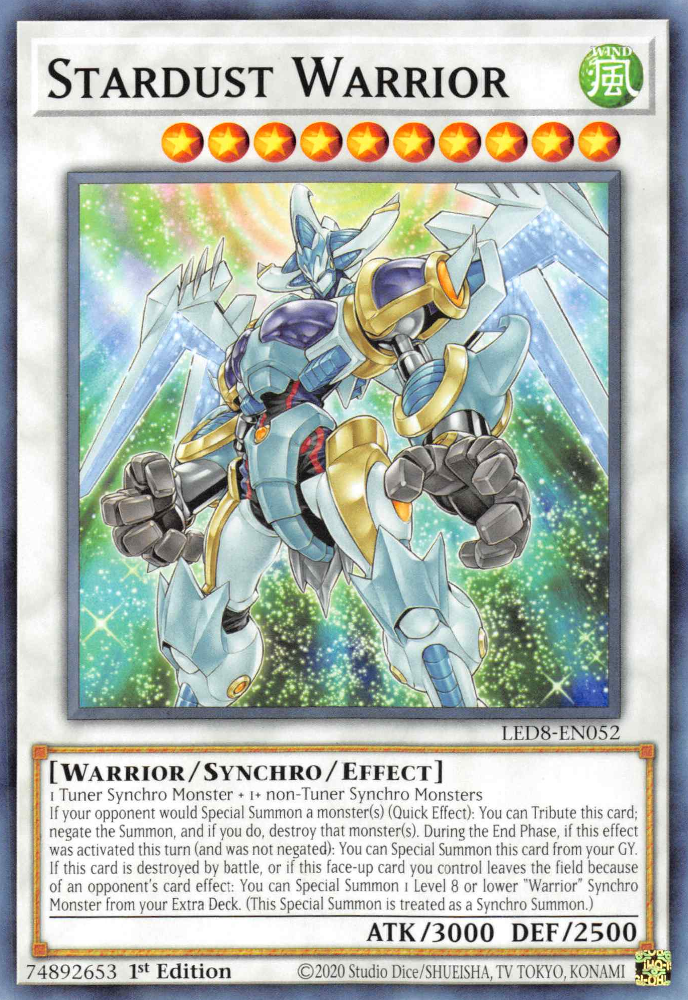 STARDUST WARRIOR
WIND
風
LED8-EN052
[WARRIOR/SYNCHRO/EFFECT]
1 Tuner Synchro Monster + 1+ non-Tuner Synchro Monsters
If your opponent would Special Summon a monster(s) (Quick Effect): You can Tribute this card;
negate the Summon, and if you do, destroy that monster(s). During the End Phase, if this effect
was activated this turn (and was not negated): You can Special Summon this card from your GY.
If this card is destroyed by battle, or if this face-up card you control leaves the field because
of an opponent's card effect: You can Special Summon 1 Level 8 or lower "Warrior" Synchro
Monster from your Extra Deck. (This Special Summon is treated as a Synchro Summon.)
ATK/3000 DEF/2500
74892653 1st Edition ©2020 Studio Dice/SHUEISHA, TV TOKYO, KONAMI